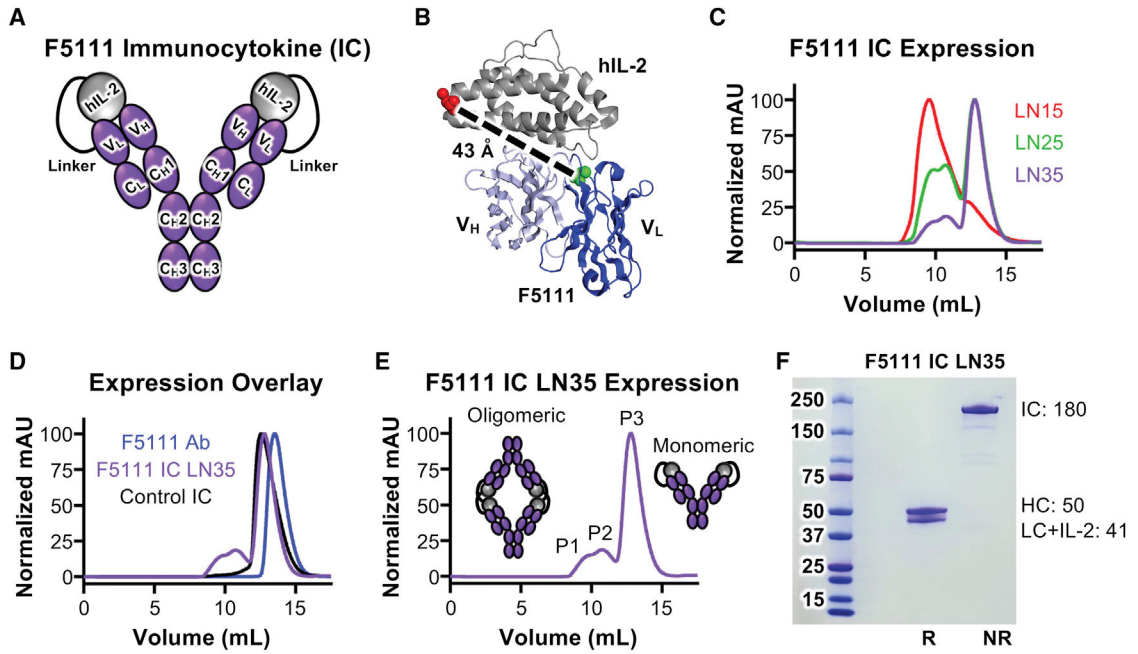 A
F5111 Immunocytokine (IC)
hIL-2
hIL-2
VL
VH
VH
VL
Linker
Linker
CL
CH1
CH1
CL
CH2
CH2
CH3
CH3
B
hIL-2
43 Å
VH
VL
F5111
C
F5111 IC Expression
Normalized mAU
100
75
50
25
0
LN15
LN25
LN35
0 5 10 15
Volume (mL)
D
Expression Overlay
Normalized mAU
100
75
50
25
0
F5111 Ab
F5111 IC LN35
Control IC
0 5 10 15
Volume (mL)
E
F5111 IC LN35 Expression
Normalized mAU
100
75
50
25
0
Oligomeric
P3
Monomeric
P1
P2
0 5 10 15
Volume (mL)
F
F5111 IC LN35
250
150
75
50
37
25
15
IC: 180
HC: 50
LC+IL-2: 41
R NR